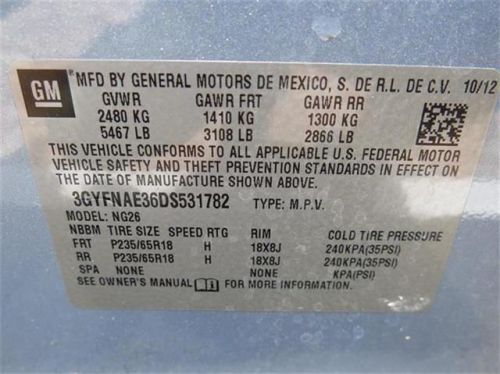 GM MFD BY GENERAL MOTORS DE MEXICO, S. DE R.L. DE C.V. 10/12
GVWR GAWR FRT GAWR RR
2480 KG 1410 KG 1300 KG
5467 LB 3108 LB 2866 LB
THIS VEHICLE CONFORMS TO ALL APPLICABLE U.S. FEDERAL MOTOR
VEHICLE SAFETY AND THEFT PREVENTION STANDARDS IN EFFECT ON
THE DATE OF MANUFACTURE SHOWN ABOVE.
3GYFNAE36DS531782 TYPE: M.P.V.
MODEL: NG26
NBBM TIRE SIZE SPEED RTG RIM COLD TIRE PRESSURE
FRT P235/65R18 H 18X8J 240KPA(35PSI)
RR P235/65R18 H 18X8J 240KPA(35PSI)
SPA NONE NONE KPA(PSI)
SEE OWNER'S MANUAL FOR MORE INFORMATION.